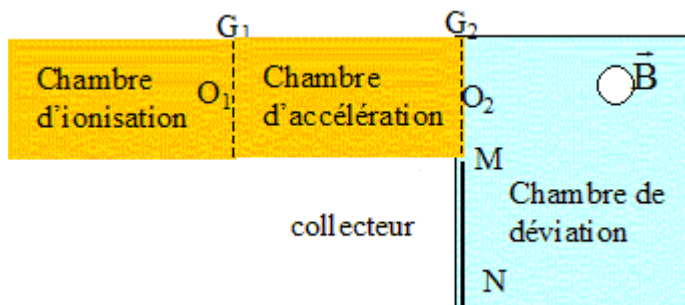 G1
G2
Chambre
d'ionisation
O1
Chambre
d'accélération
O2
B
M
Chambre de
déviation
collecteur
N